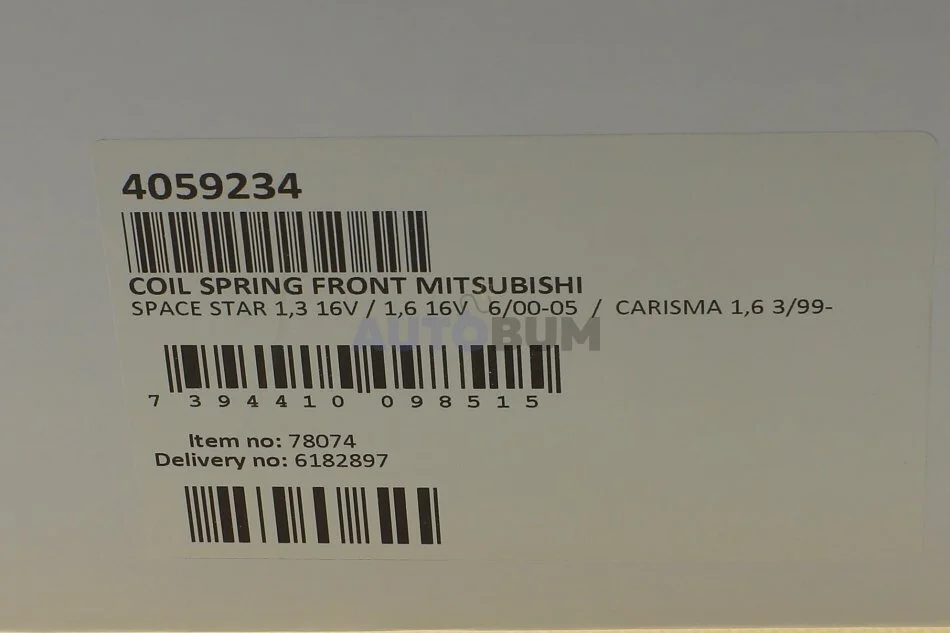 4059234
COIL SPRING FRONT MITSUBISHI
SPACE STAR 1,3 16V / 1,6 16V 6/00-05 / CARISMA 1,6 3/99-
AUTOBUM
7 394410 098515
Item no: 78074
Delivery no: 6182897